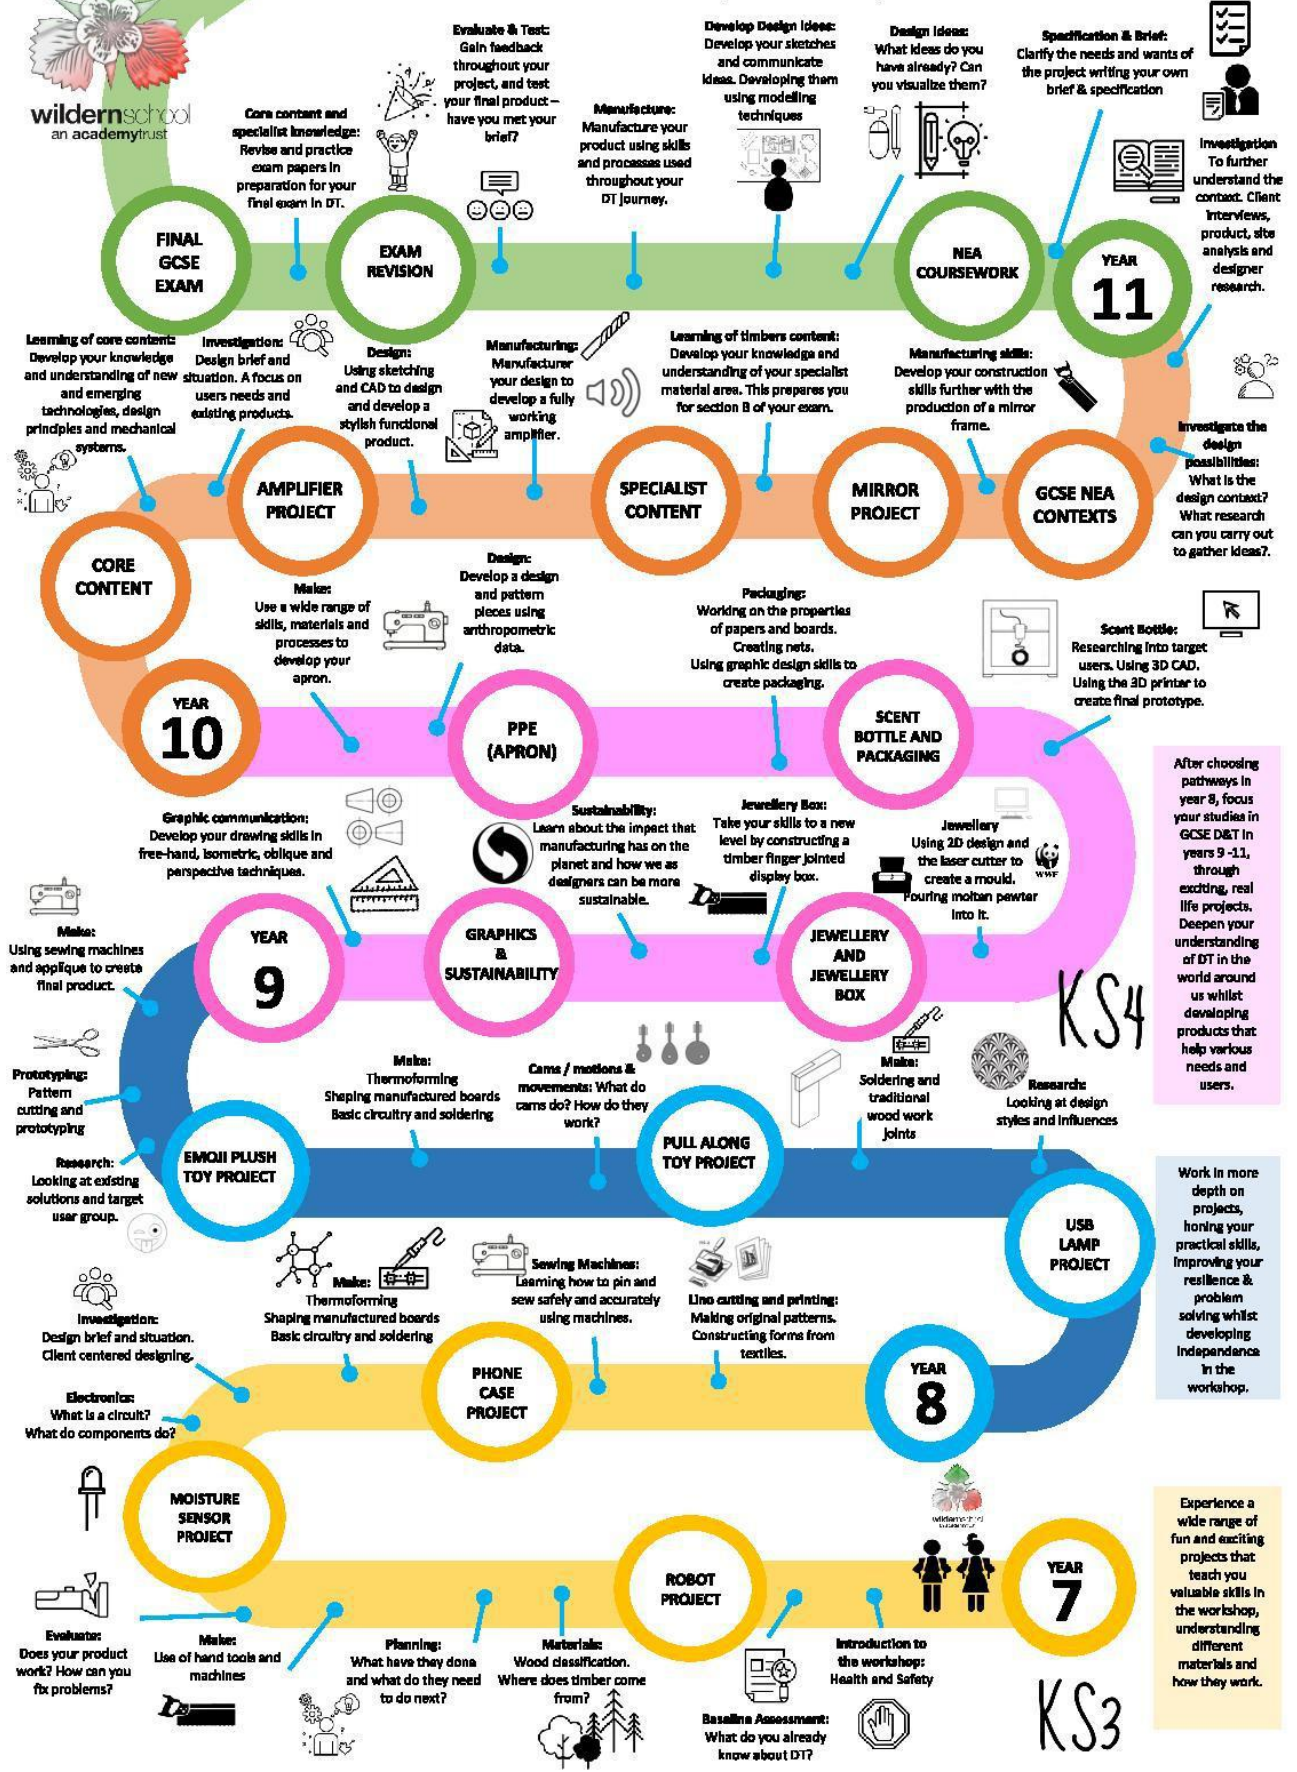 wildernschool
an academytrust
Core content and
specialist knowledge:
Revise and practice
exam papers in
preparation for your
final exam in DT.
Evaluate & Test:
Gain feedback
throughout your
project, and test
your final product –
have you met your
brief?
Manufacture:
Manufacture your
product using skills
and processes used
throughout your
DT journey.
Develop Design Ideas:
Develop your sketches
and communicate
ideas. Developing them
using modelling
techniques
Design Ideas:
What ideas do you
have already? Can
you visualize them?
Specification & Brief:
Clarify the needs and wants of
the project writing your own
brief & specification
Investigation
To further
understand the
context. Client
interviews,
product, site
analysis and
designer
research.
FINAL
GCSE
EXAM
EXAM
REVISION
NEA
COURSEWORK
YEAR
11
Learning of core content:
Develop your knowledge
and understanding of new
and emerging
technologies, design
principles and mechanical
systems.
Investigation:
Design brief and
situation. A focus on
users needs and
existing products.
Design:
Using sketching
and CAD to design
and develop a
stylish functional
product.
Manufacturing:
Manufacturer
your design to
develop a fully
working
amplifier.
Learning of timbers content:
Develop your knowledge and
understanding of your specialist
material area. This prepares you
for section B of your exam.
Manufacturing skills:
Develop your construction
skills further with the
production of a mirror
frame.
Investigate the
design
possibilities:
What is the
design context?
What research
can you carry out
to gather ideas?.
CORE
CONTENT
AMPLIFIER
PROJECT
SPECIALIST
CONTENT
MIRROR
PROJECT
GCSE NEA
CONTEXTS
Make:
Use a wide range of
skills, materials and
processes to
develop your
apron.
Design:
Develop a design
and pattern
pieces using
anthropometric
data.
Packaging:
Working on the properties
of papers and boards.
Creating nets.
Using graphic design skills to
create packaging.
Scent Bottle:
Researching into target
users. Using 3D CAD.
Using the 3D printer to
create final prototype.
YEAR
10
PPE
(APRON)
SCENT
BOTTLE AND
PACKAGING
After choosing
pathways in
year 8, focus
your studies in
GCSE D&T in
years 9 -11,
through
exciting, real
life projects.
Deepen your
understanding
of DT in the
world around
us whilst
developing
products that
help various
needs and
users.
Graphic communication:
Develop your drawing skills in
free-hand, isometric, oblique and
perspective techniques.
Sustainability:
Learn about the impact that
manufacturing has on the
planet and how we as
designers can be more
sustainable.
Jewellery Box:
Take your skills to a new
level by constructing a
timber finger jointed
display box.
Jewellery
Using 2D design and
the laser cutter to
create a mould.
Pouring molten pewter
into it.
WWF
YEAR
9
GRAPHICS
&
SUSTAINABILITY
JEWELLERY
AND
JEWELLERY
BOX
KS4
Make:
Using sewing machines
and applique to create
final product.
Prototyping:
Pattern
cutting and
prototyping
Research:
Looking at existing
solutions and target
user group.
Make:
Thermoforming
Shaping manufactured boards
Basic circuitry and soldering
Cams / motions &
movements: What do
cams do? How do they
work?
Make:
Soldering and
traditional
wood work
joints
Research:
Looking at design
styles and influences
EMOJI PLUSH
TOY PROJECT
PULL ALONG
TOY PROJECT
USB
LAMP
PROJECT
Work in more
depth on
projects,
honing your
practical skills,
improving your
resilience &
problem
solving whilst
developing
independence
in the
workshop.
Investigation:
Design brief and situation.
Client centered designing.
Electronics:
What is a circuit?
What do components do?
Make:
Thermoforming
Shaping manufactured boards
Basic circuitry and soldering
Sewing Machines:
Learning how to pin and
sew safely and accurately
using machines.
Lino cutting and printing:
Making original patterns.
Constructing forms from
textiles.
PHONE
CASE
PROJECT
YEAR
8
MOISTURE
SENSOR
PROJECT
ROBOT
PROJECT
wildernschool
YEAR
7
Experience a
wide range of
fun and exciting
projects that
teach you
valuable skills in
the workshop,
understanding
different
materials and
how they work.
Evaluate:
Does your product
work? How can you
fix problems?
Make:
Use of hand tools and
machines
Planning:
What have they done
and what do they need
to do next?
Materials:
Wood classification.
Where does timber come
from?
Baseline Assessment:
What do you already
know about DT?
Introduction to
the workshop:
Health and Safety
KS3